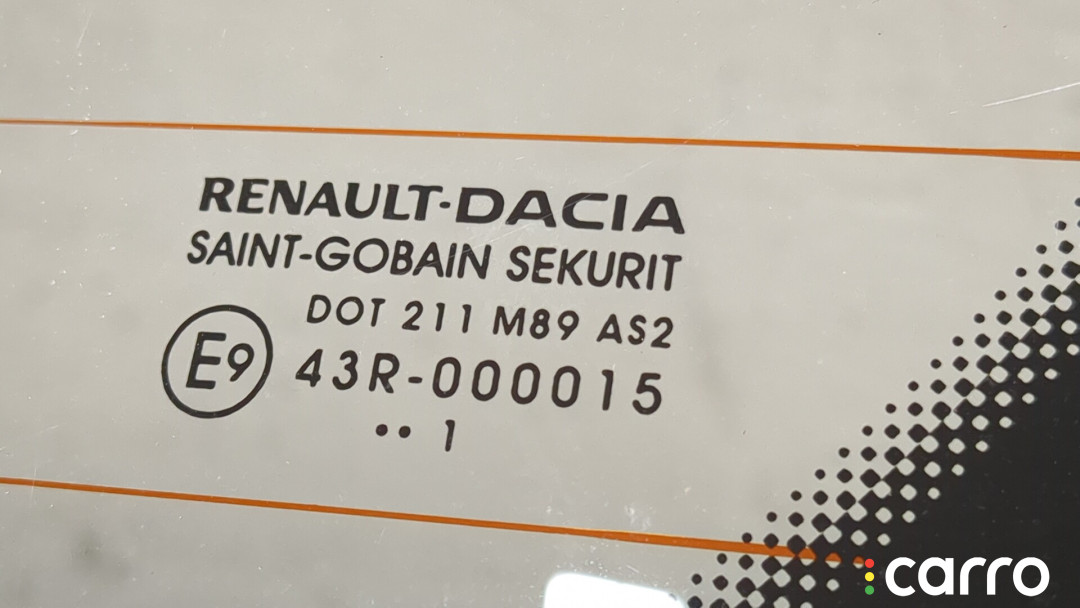 RENAULT-DACIA
SAINT-GOBAIN SEKURIT
DOT 211 M89 AS2
E9 43R-000015
•• 1
carro